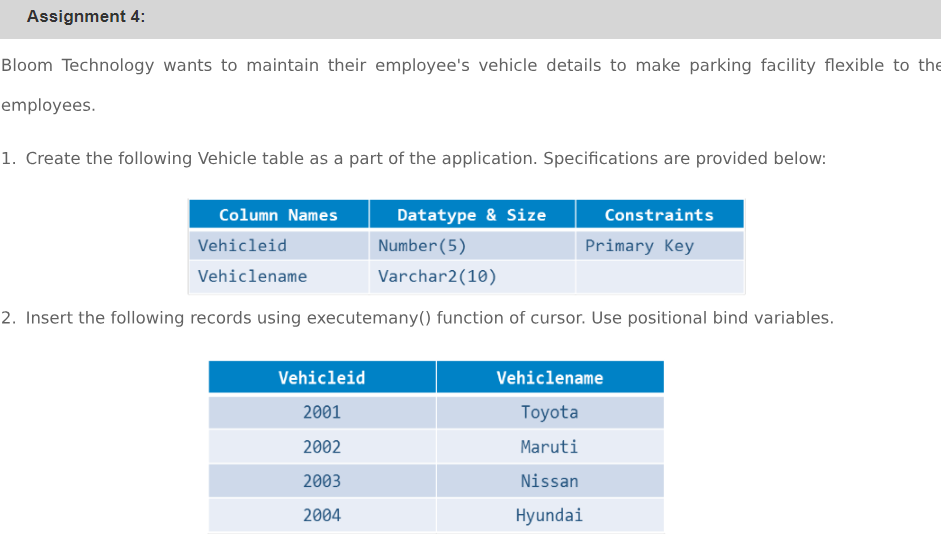 Assignment 4:
Bloom Technology wants to maintain their employee's vehicle details to make parking facility flexible to the
employees.
1. Create the following Vehicle table as a part of the application. Specifications are provided below:
Column Names Datatype & Size Constraints
Vehicleid Number(5) Primary Key
Vehiclename Varchar2(10)
2. Insert the following records using executemany() function of cursor. Use positional bind variables.
Vehicleid Vehiclename
2001 Toyota
2002 Maruti
2003 Nissan
2004 Hyundai